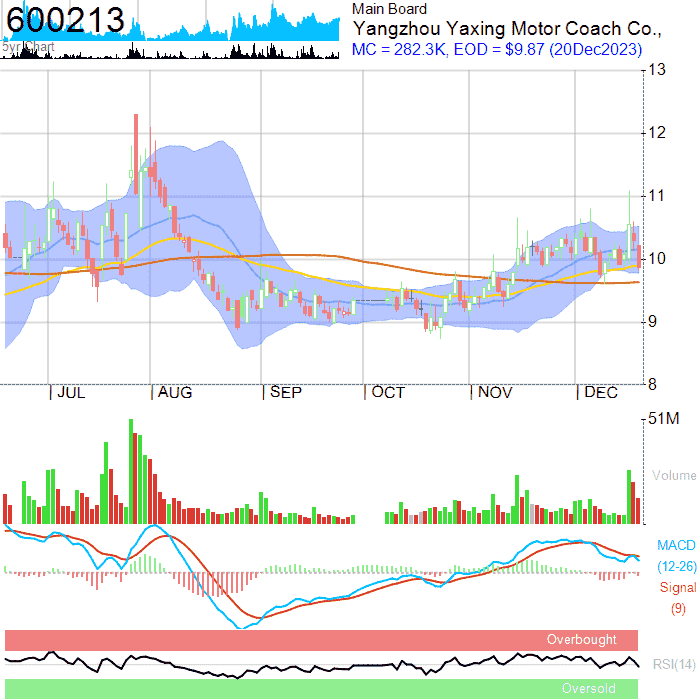 600213
5yr Chart
Main Board
Yangzhou Yaxing Motor Coach Co.,
MC = 282.3K, EOD = $9.87 (20Dec2023)
13
12
11
10
9
8
JUL AUG SEP OCT NOV DEC
51M
Volume
MACD
(12-26)
Signal
(9)
Overbought
RSI(14)
Oversold